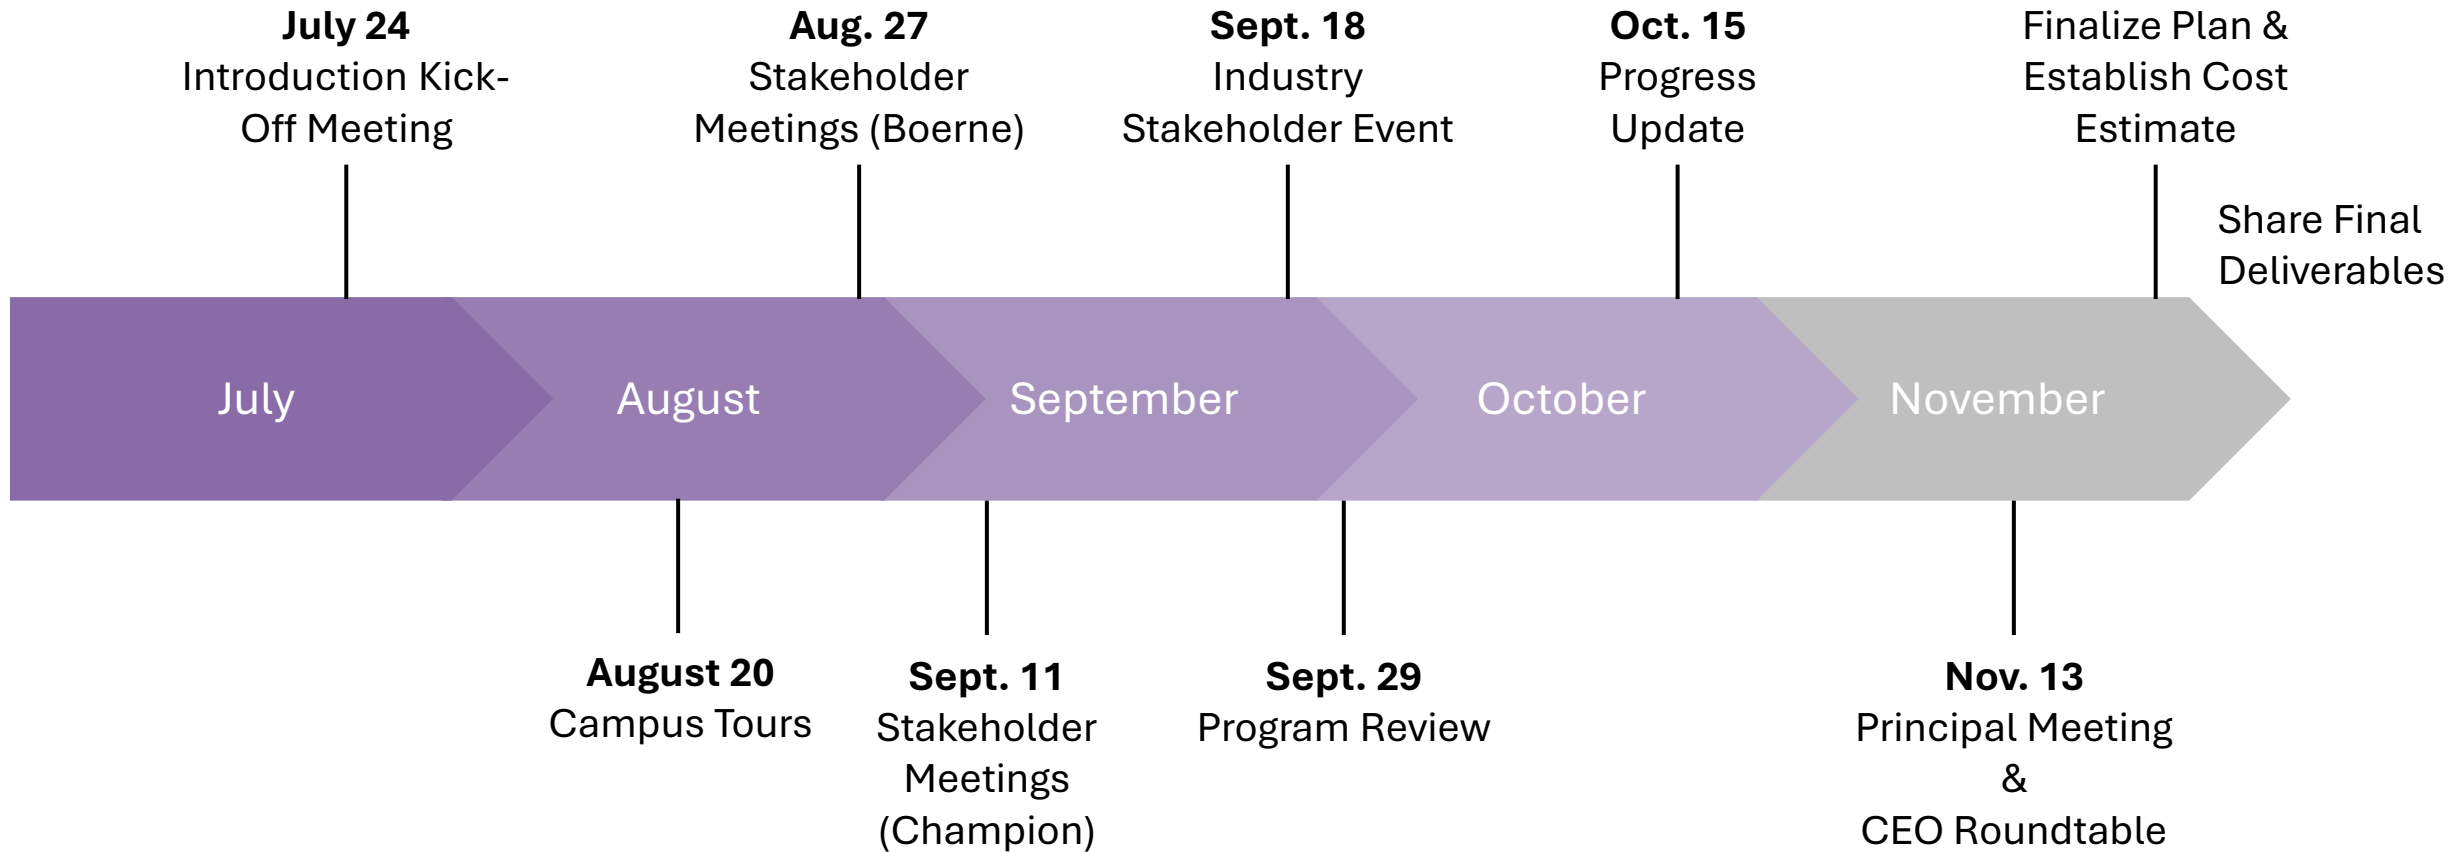 July 24
Introduction Kick-
Off Meeting
Aug. 27
Stakeholder
Meetings (Boerne)
Sept. 18
Industry
Stakeholder Event
Oct. 15
Progress
Update
Finalize Plan &
Establish Cost
Estimate
Share Final
Deliverables
July
August
September
October
November
August 20
Campus Tours
Sept. 11
Stakeholder
Meetings
(Champion)
Sept. 29
Program Review
Nov. 13
Principal Meeting
&
CEO Roundtable